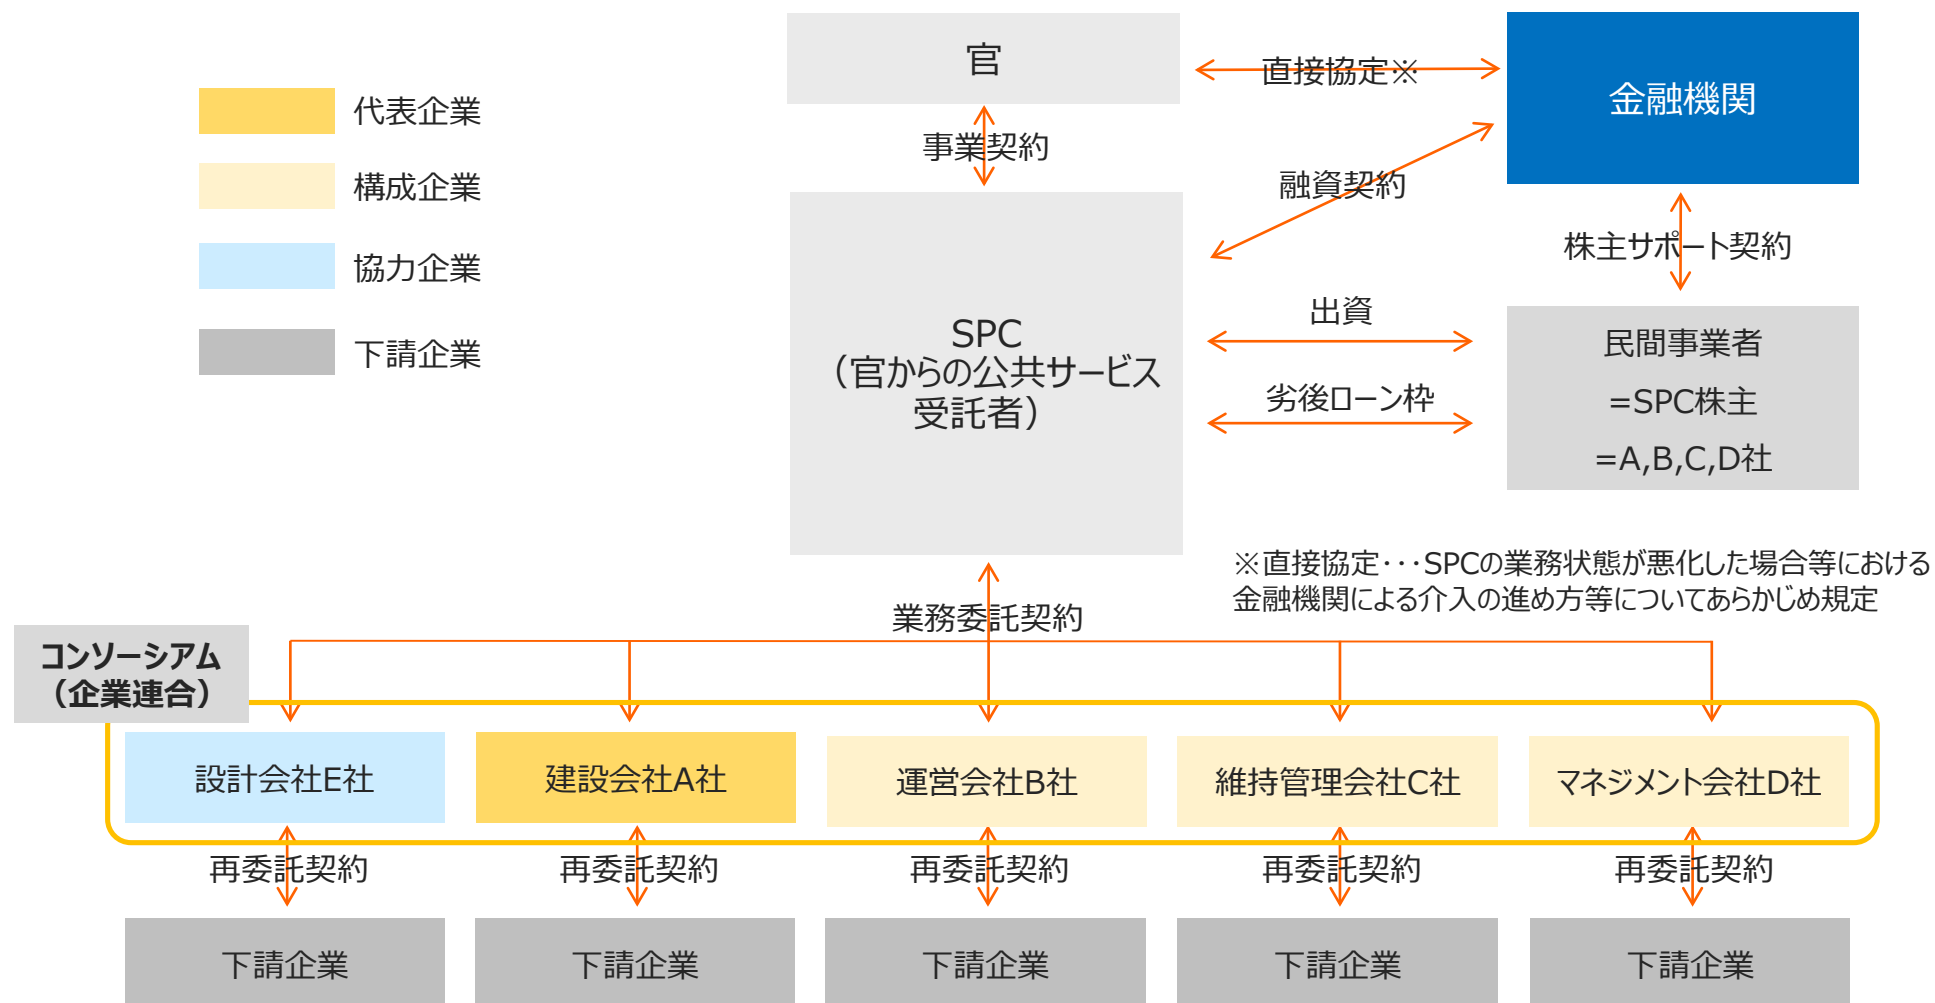 官
直接協定※
金融機関
代表企業
事業契約
構成企業
融資契約
協力企業
株主サポート契約
下請企業
SPC
（官からの公共サービス
受託者）
出資
劣後ローン枠
民間事業者
=SPC株主
=A,B,C,D社
※直接協定･･･SPCの業務状態が悪化した場合等における
金融機関による介入の進め方等についてあらかじめ規定
業務委託契約
コンソーシアム
（企業連合）
設計会社E社
建設会社A社
運営会社B社
維持管理会社C社
マネジメント会社D社
再委託契約
再委託契約
再委託契約
再委託契約
再委託契約
下請企業
下請企業
下請企業
下請企業
下請企業